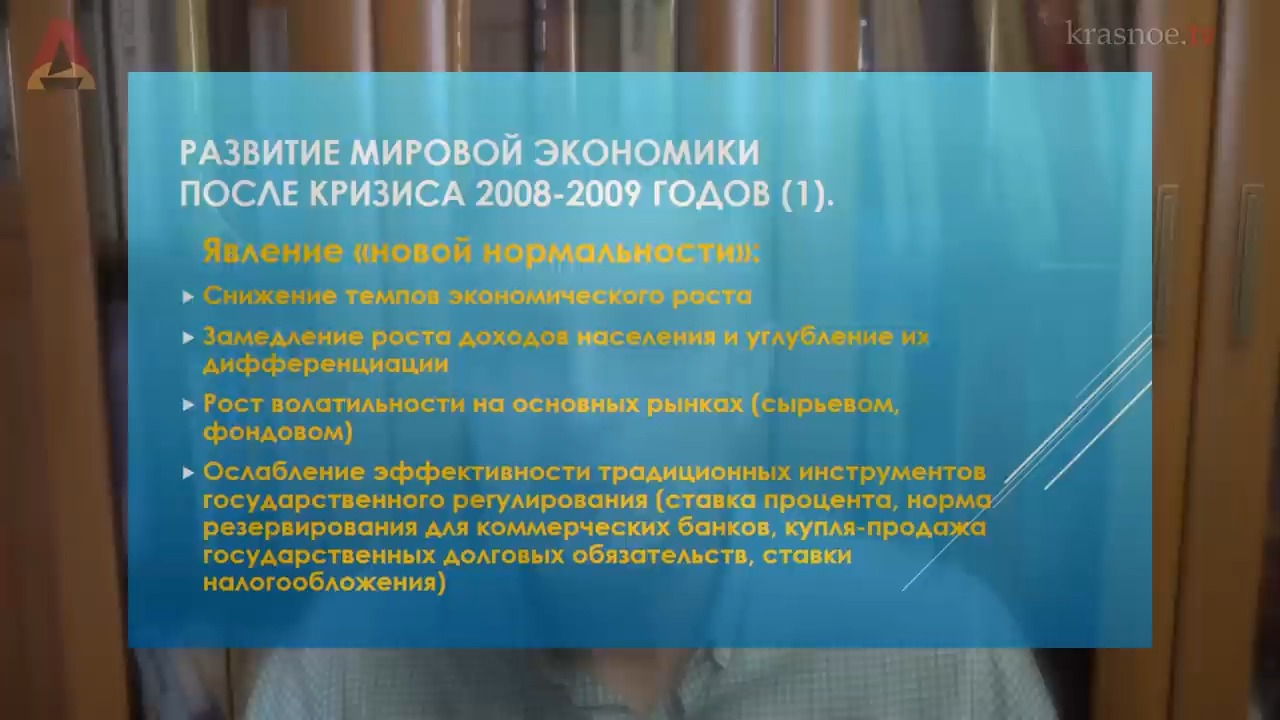 krasnoe.tv
РАЗВИТИЕ МИРОВОЙ ЭКОНОМИКИ
ПОСЛЕ КРИЗИСА 2008-2009 ГОДОВ (1).
Явление «новой нормальности»:
Снижение темпов экономического роста
Замедление роста доходов населения и углубление их
дифференциации
Рост волатильности на основных рынках (сырьевом,
фондовом)
Ослабление эффективности традиционных инструментов
государственного регулирования (ставка процента, норма
резервирования для коммерческих банков, купля-продажа
государственных долговых обязательств, ставки
налогообложения)